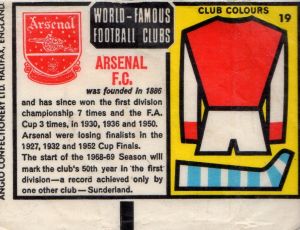 ANGLO CONFECTIONERY LTD. HALIFAX, ENGLAND.
Arsenal
WORLD-FAMOUS
FOOTBALL CLUBS
ARSENAL
F.C.
was founded in 1886
and has since won the first division
championship 7 times and the F.A.
Cup 3 times, in 1930, 1936 and 1950.
Arsenal were losing finalists in the
1927, 1932 and 1952 Cup Finals.
The start of the 1968-69 Season will
mark the club's 50th year in the first
division—a record achieved only by
one other club — Sunderland.
CLUB COLOURS
19